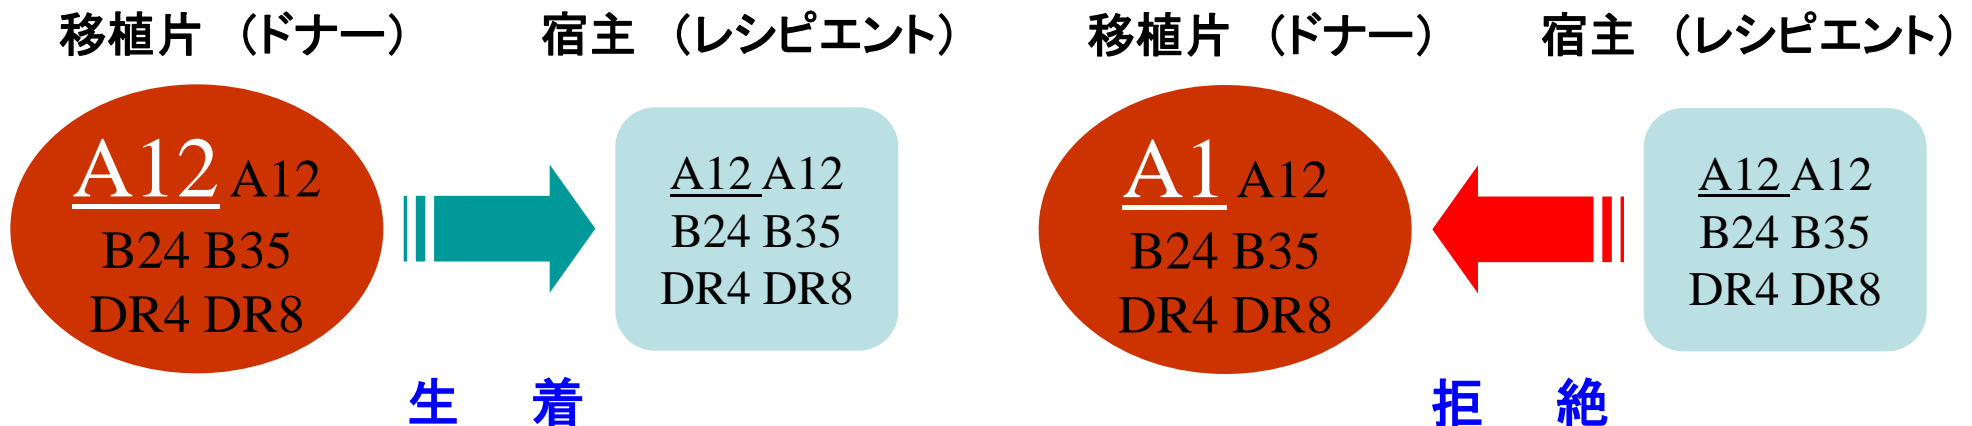 移植片 （ドナー） 宿主 （レシピエント） 移植片 （ドナー） 宿主 （レシピエント）
A12 A12
B24 B35
DR4 DR8
A12 A12
B24 B35
DR4 DR8
生 着
A1 A12
B24 B35
DR4 DR8
A12 A12
B24 B35
DR4 DR8
拒 絶